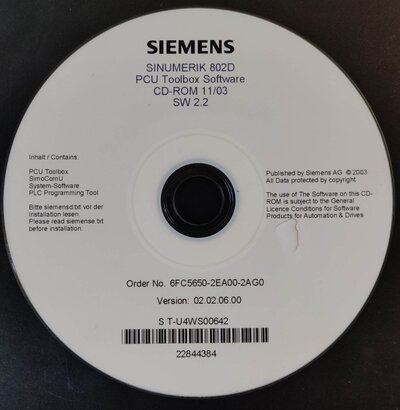 SIEMENS
SINUMERIK 802D
PCU Toolbox Software
CD-ROM 11/03
SW 2.2
Inhalt / Contains:
PCU Toolbox
SimoComU
System-Software
PLC Programming Tool
Bitte siemensd.txt vor der
Installation lesen.
Please read siemense.txt
before installation.
Published by Siemens AG © 2003
All Data protected by copyright
The use of The Software on this CD-
ROM is subject to the General
Licence Conditions for Software
Products for Automation & Drives
Order No. 6FC5650-2EA00-2AG0
Version: 02.02.06.00
S T-U4WS00642
22844384